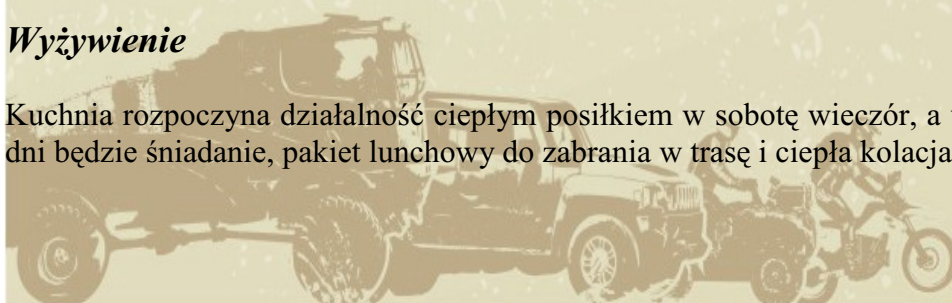 Wyżywienie
Kuchnia rozpoczyna działalność ciepłym posiłkiem w sobotę wieczór, a
dni będzie śniadanie, pakiet lunchowy do zabrania w trasę i ciepła kolacja